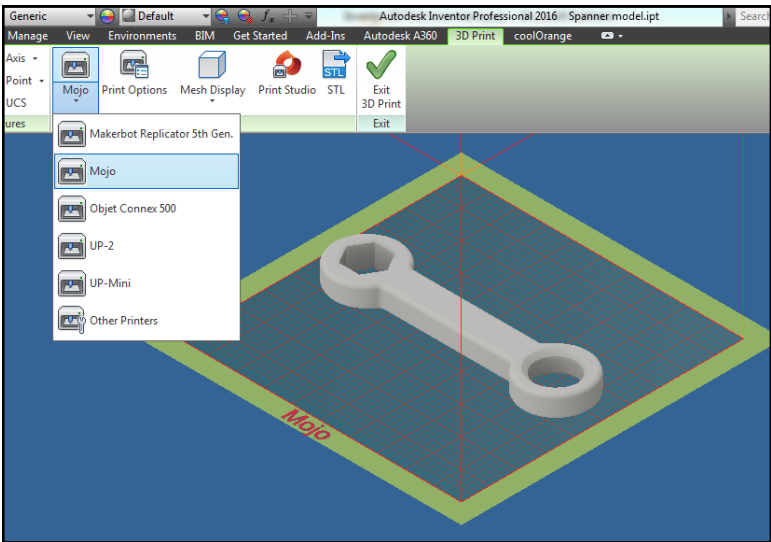 Generic Default fx Autodesk Inventor Professional 2016 Spanner model.ipt Search
Manage View Environments BIM Get Started Add-Ins Autodesk A360 3D Print coolOrange
Axis
Point
UCS
Mojo Print Options Mesh Display Print Studio STL Exit
3D Print
STL
ures Exit
Makerbot Replicator 5th Gen.
Mojo
Objet Connex 500
UP-2
UP-Mini
Other Printers
Mojo